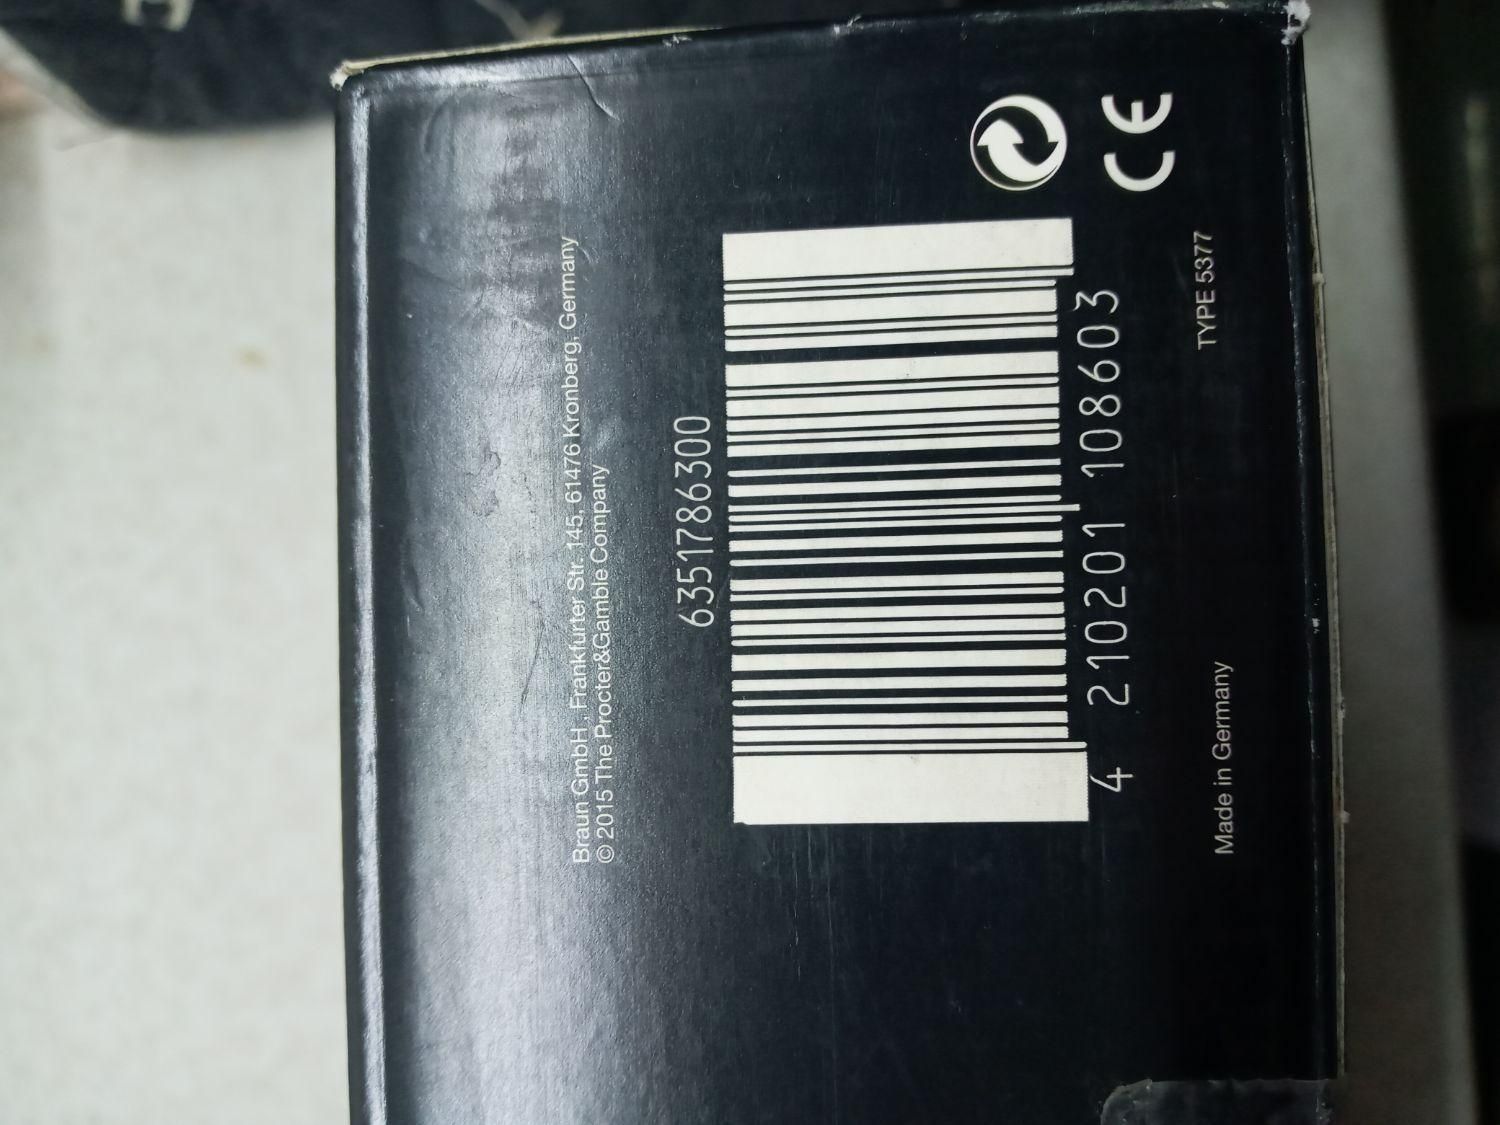 Braun GmbH, Frankfurter Str. 145, 61476 Kronberg, Germany
© 2015 The Procter&Gamble Company
6351786300
4 210201 108603
CE
Made in Germany TYPE 5377